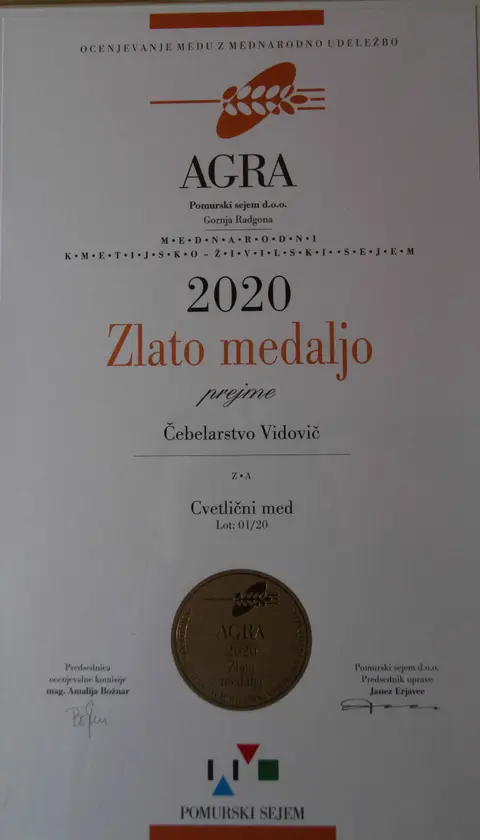 OCENJEVANJE MEDU Z MEDNARODNO UDELEŽBO
AGRA
Pomurski sejem d.o.o.
Gornja Radgona
M•E•D•N•A•R•O•D•N•I
K•M•E•T•I•J•S•K•O•-•Ž•I•V•I•L•S•K•I•••S•E•J•E•M
2020
Zlato medaljo
prejme
Čebelarstvo Vidovič
Z•A
Cvetlični med
Lot: 01/20
AGRA
2020
Zlata
medalja
Predsednica
ocenjevalne komisije
mag. Amalija Božnar
Pomurski sejem d.o.o.
Predsednik uprave
Janez Erjavec
POMURSKI SEJEM